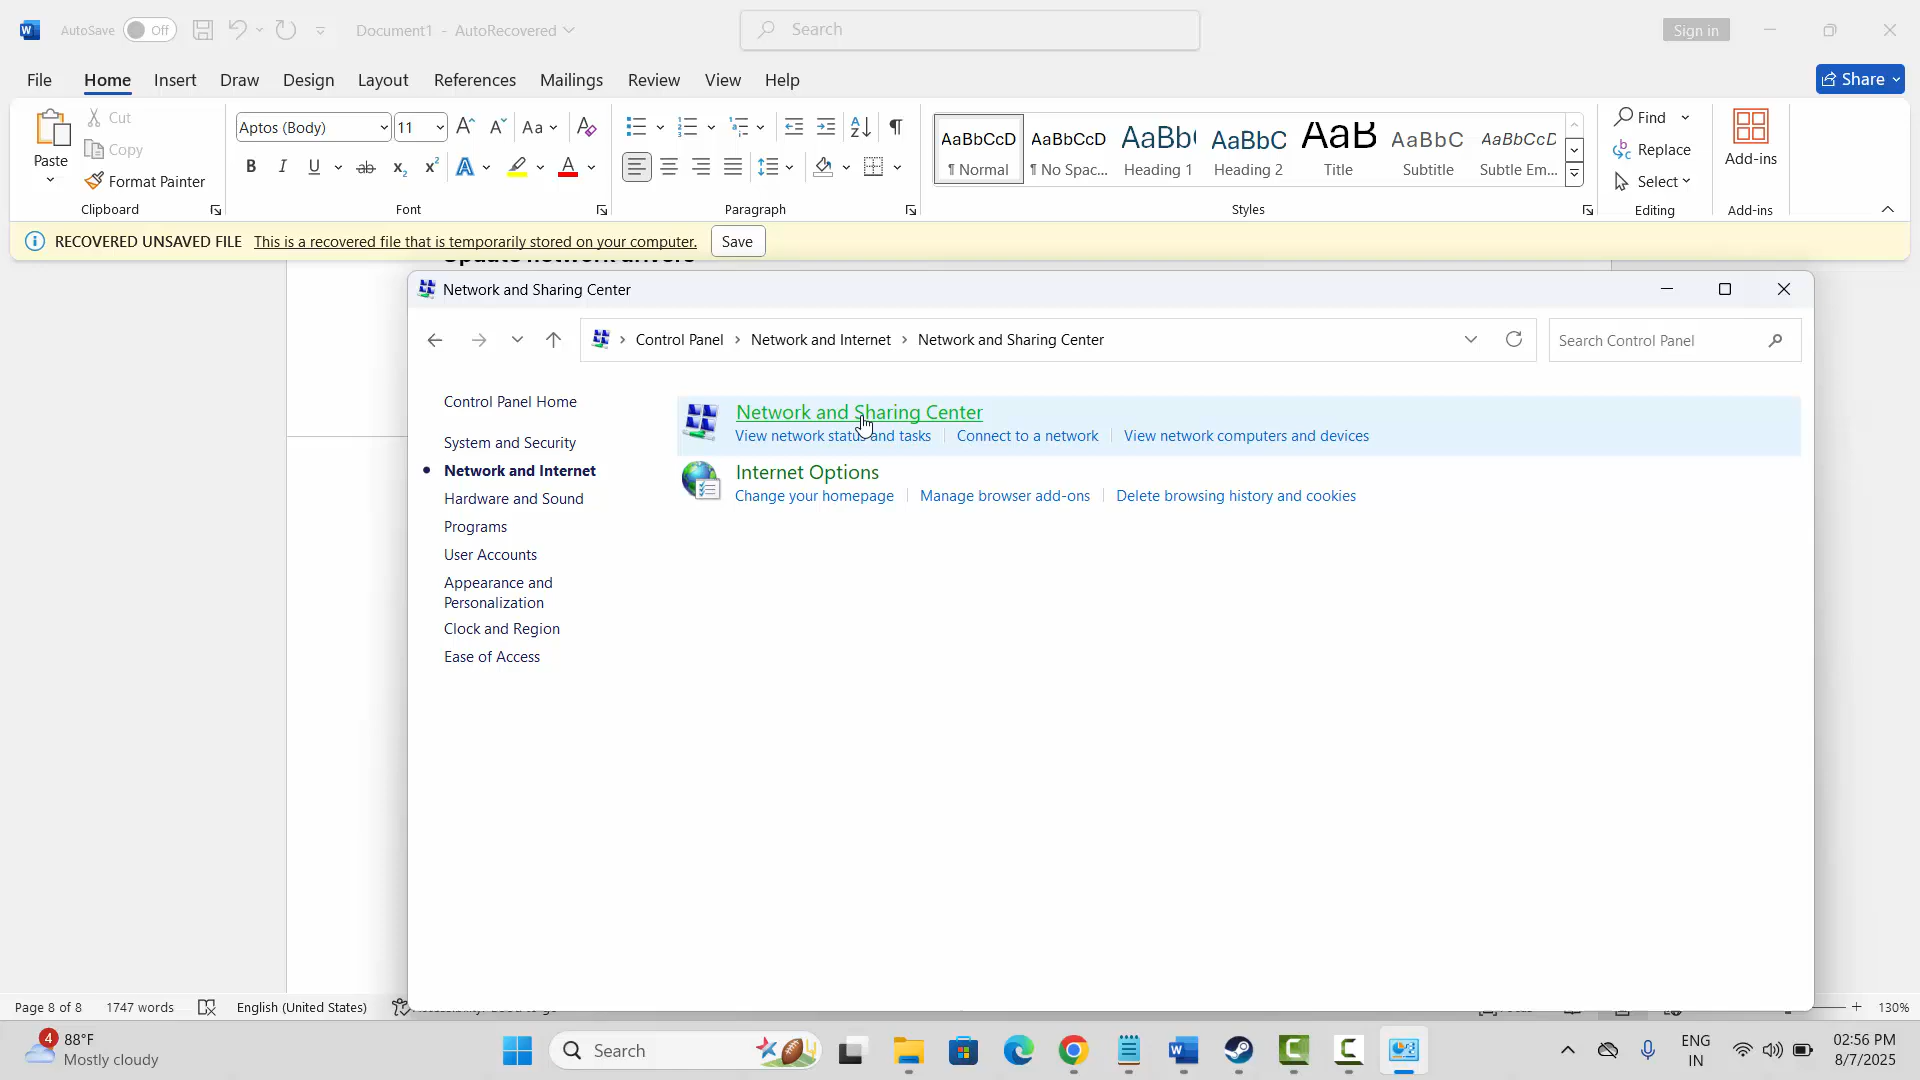 AutoSave Off Document1 - AutoRecovered Search Sign in
File Home Insert Draw Design Layout References Mailings Review View Help Share
Paste Cut Copy Format Painter
Aptos (Body) 11 Aa
B I U ab x₂ x² A A
AaBbCcD AaBbCcD AaBb( AaBbC AaB AaBbC AaBbCcD
¶ Normal ¶ No Spac... Heading 1 Heading 2 Title Subtitle Subtle Em...
Find Replace Select
Add-ins
Clipboard Font Paragraph Styles Editing Add-ins
RECOVERED UNSAVED FILE This is a recovered file that is temporarily stored on your computer. Save
Update network drivers
Network and Sharing Center
Control Panel > Network and Internet > Network and Sharing Center Search Control Panel
Control Panel Home
System and Security
Network and Internet
Hardware and Sound
Programs
User Accounts
Appearance and
Personalization
Clock and Region
Ease of Access
Network and Sharing Center
View network status and tasks Connect to a network View network computers and devices
Internet Options
Change your homepage Manage browser add-ons Delete browsing history and cookies
Page 8 of 8 1747 words English (United States) 130%
4 88°F
Mostly cloudy
Search
ENG
IN
02:56 PM
8/7/2025